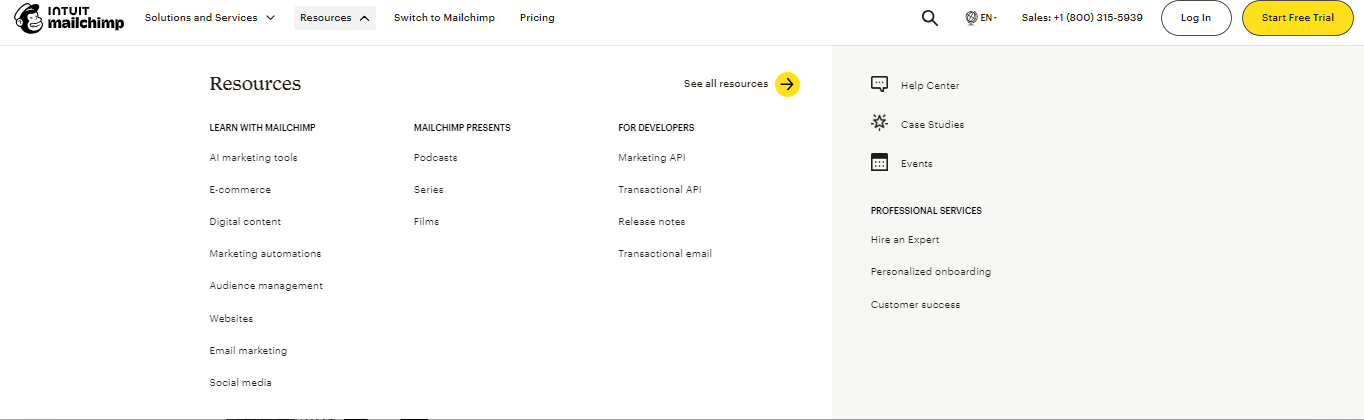 INTUIT
mailchimp
Solutions and Services
Resources
Switch to Mailchimp
Pricing
EN
Sales: +1 (800) 315-5939
Log In
Start Free Trial
Resources
See all resources
LEARN WITH MAILCHIMP
AI marketing tools
E-commerce
Digital content
Marketing automations
Audience management
Websites
Email marketing
Social media
MAILCHIMP PRESENTS
Podcasts
Series
Films
FOR DEVELOPERS
Marketing API
Transactional API
Release notes
Transactional email
Help Center
Case Studies
Events
PROFESSIONAL SERVICES
Hire an Expert
Personalized onboarding
Customer success